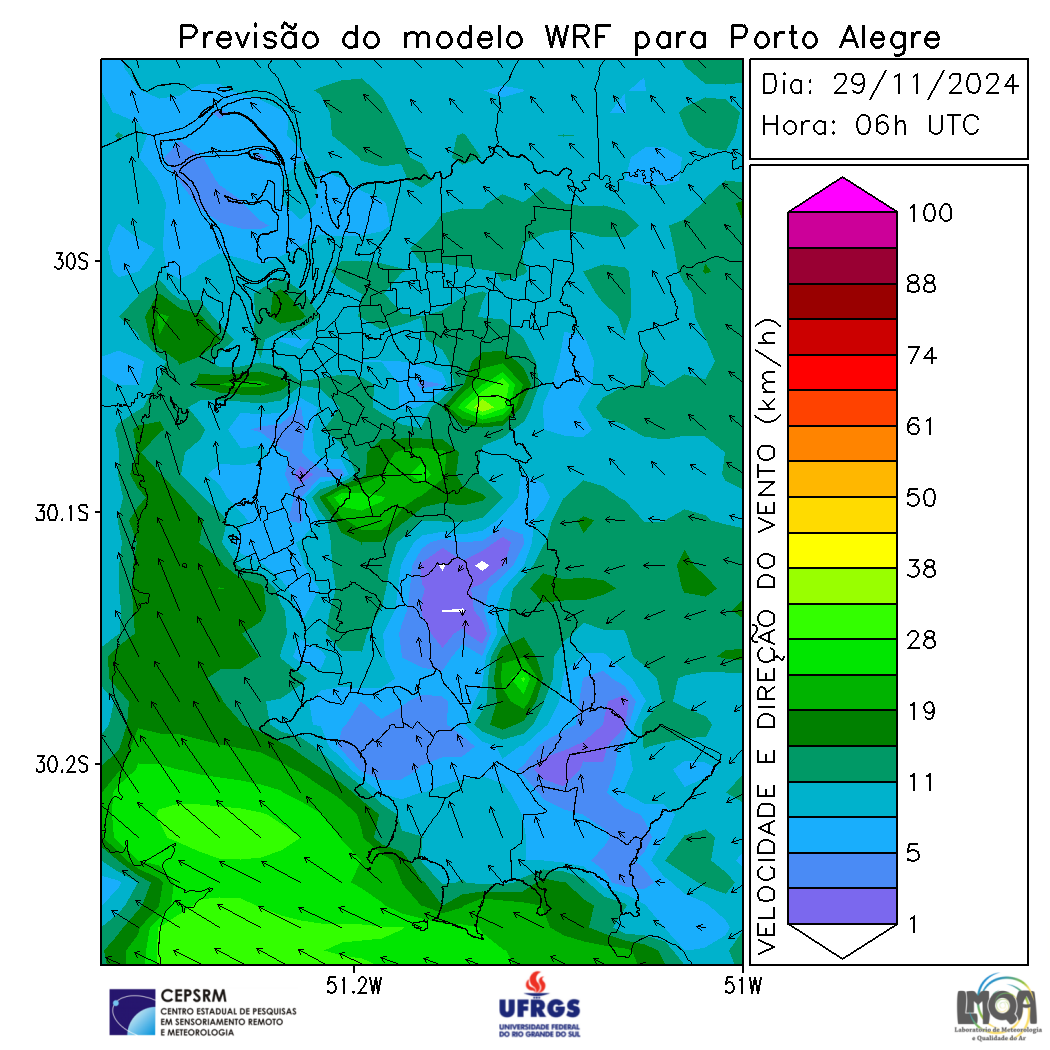 Previsão do modelo WRF para Porto Alegre
Dia: 29/11/2024
Hora: 06h UTC
30S
30.1S
30.2S
51.2W
51W
VELOCIDADE E DIREÇÃO DO VENTO (km/h)
100
88
74
61
50
38
28
19
11
5
1
CEPSRM
CENTRO ESTADUAL DE PESQUISAS
EM SENSORIAMENTO REMOTO
E METEOROLOGIA
UFRGS
UNIVERSIDADE FEDERAL
DO RIO GRANDE DO SUL
LMQA
Laboratório de Meteorologia
e Qualidade do Ar